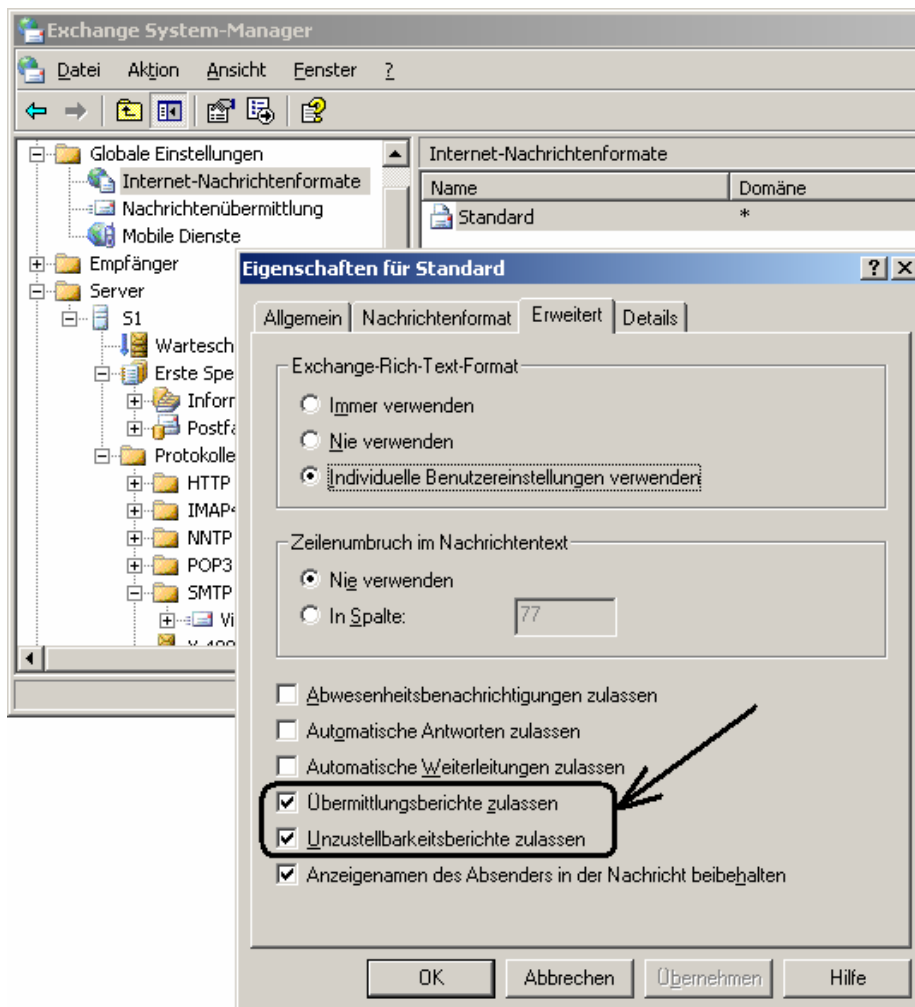 Exchange System-Manager
Datei Aktion Ansicht Fenster ?
Globale Einstellungen
Internet-Nachrichtenformate
Nachrichtenübermittlung
Mobile Dienste
Empfänger
Server
S1
Wartesch
Erste Spe
Inforr
Postfa
Protokolle
HTTP
IMAP4
NNTP
POP3
SMTP
Vi
Internet-Nachrichtenformate
Name Domäne
Standard *
Eigenschaften für Standard
Allgemein Nachrichtenformat Erweitert Details
Exchange-Rich-Text-Format
Immer verwenden
Nie verwenden
Individuelle Benutzereinstellungen verwenden
Zeilenumbruch im Nachrichtentext
Nie verwenden
In Spalte: 77
Abwesenheitsbenachrichtigungen zulassen
Automatische Antworten zulassen
Automatische Weiterleitungen zulassen
Übermittlungsberichte zulassen
Unzustellbarkeitsberichte zulassen
Anzeigenamen des Absenders in der Nachricht beibehalten
OK Abbrechen Übernehmen Hilfe